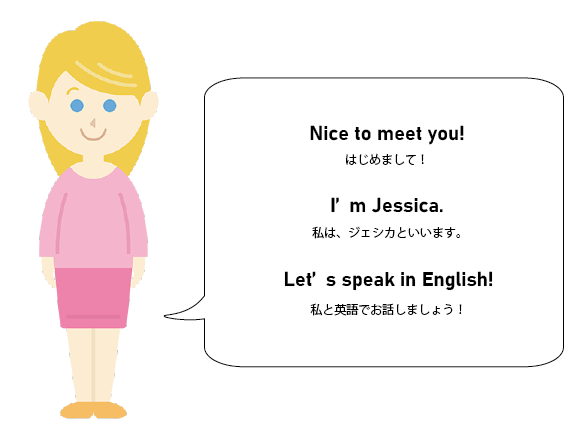 Nice to meet you!
はじめまして！
I’m Jessica.
私は、ジェシカといいます。
Let’s speak in English!
私と英語でお話しましょう！